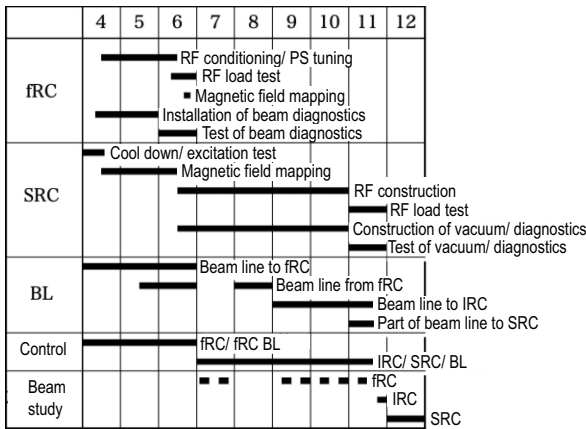 4 5 6 7 8 9 10 11 12
RF conditioning/ PS tuning
RF load test
fRC
Magnetic field mapping
Installation of beam diagnostics
Test of beam diagnostics
Cool down/ excitation test
Magnetic field mapping
SRC
RF construction
RF load test
Construction of vacuum/ diagnostics
Test of vacuum/ diagnostics
Beam line to fRC
BL
Beam line from fRC
Beam line to IRC
Part of beam line to SRC
Control
fRC/ fRC BL
IRC/ SRC/ BL
Beam
study
fRC
IRC
SRC